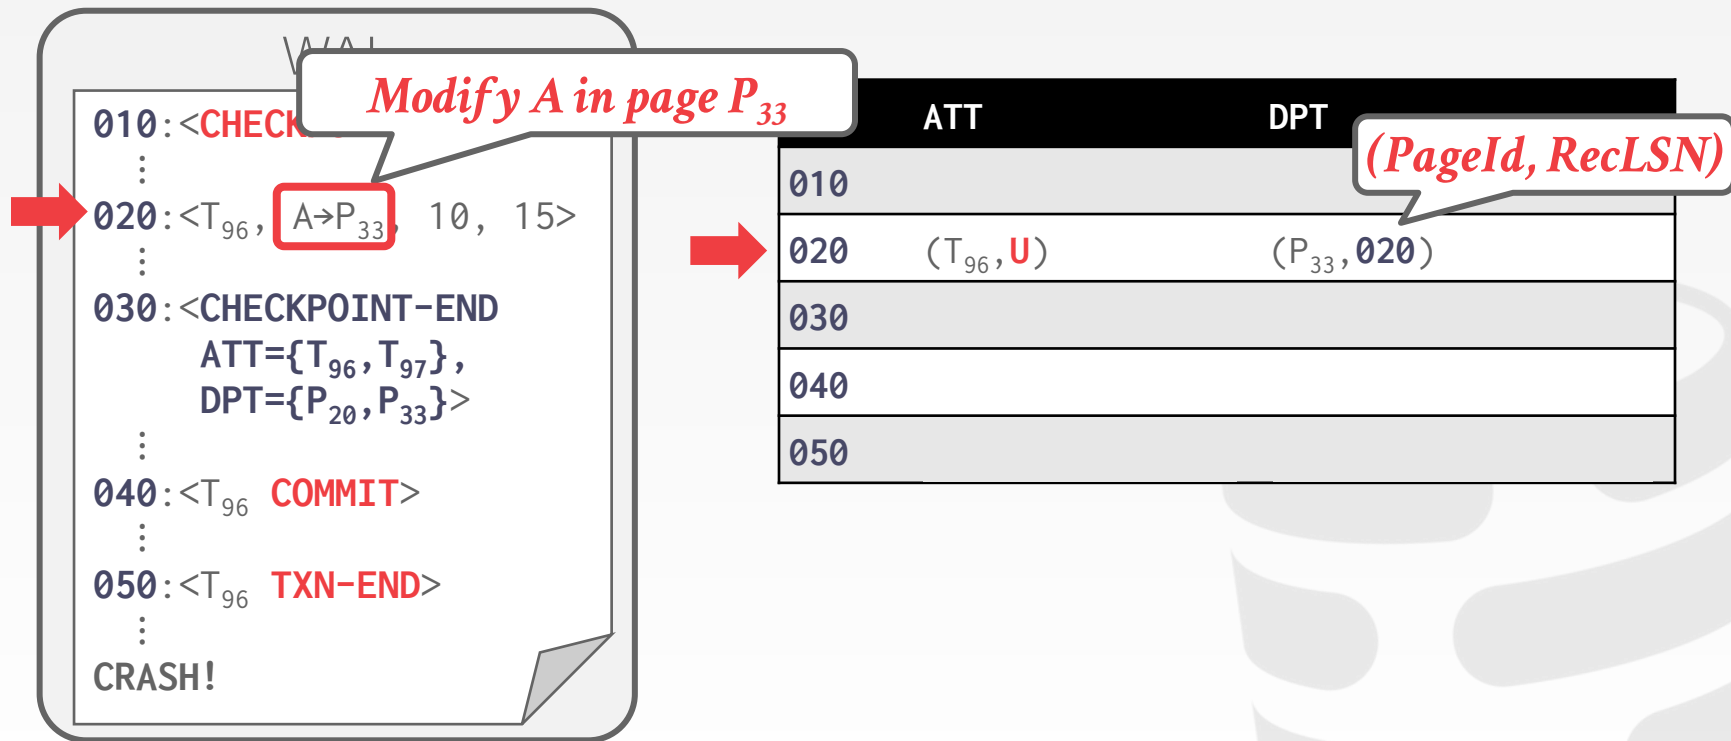 Modify A in page P33
010:<CHECK
⋮
020:<T96, A→P33, 10, 15>
⋮
030:<CHECKPOINT-END
ATT={T96,T97},
DPT={P20,P33}>
⋮
040:<T96 COMMIT>
⋮
050:<T96 TXN-END>
⋮
CRASH!
ATT DPT
(PageId, RecLSN)
010
020 (T96,U) (P33,020)
030
040
050